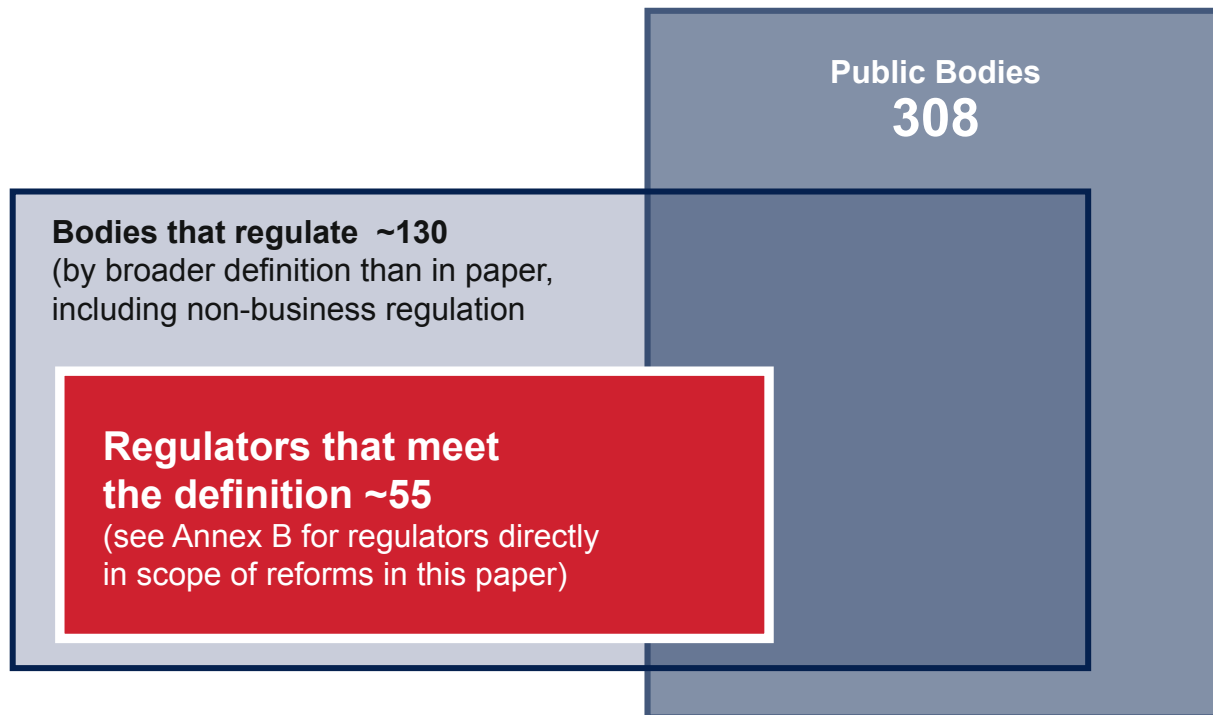 Public Bodies
308
Bodies that regulate ~130
(by broader definition than in paper,
including non-business regulation
Regulators that meet
the definition ~55
(see Annex B for regulators directly
in scope of reforms in this paper)